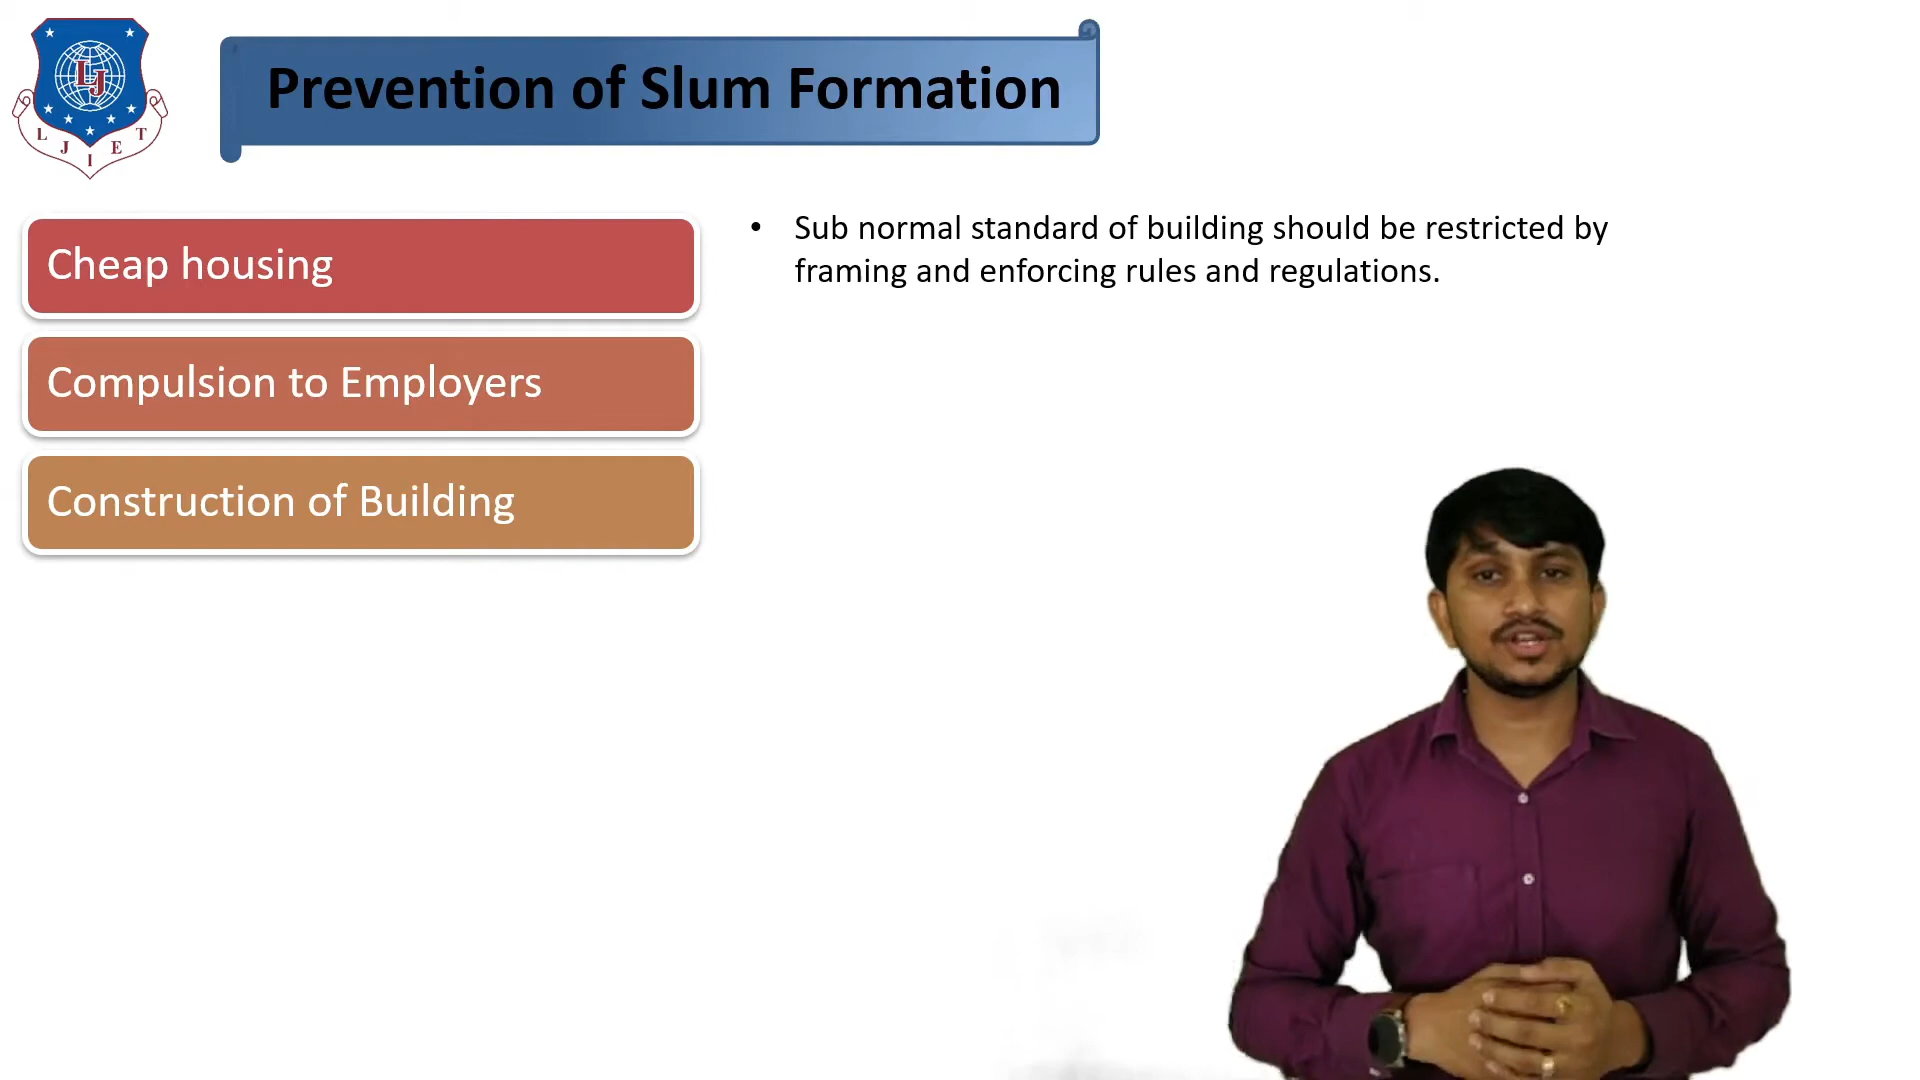 LJ
L J I E T
Prevention of Slum Formation
Cheap housing
Compulsion to Employers
Construction of Building
• Sub normal standard of building should be restricted by
framing and enforcing rules and regulations.